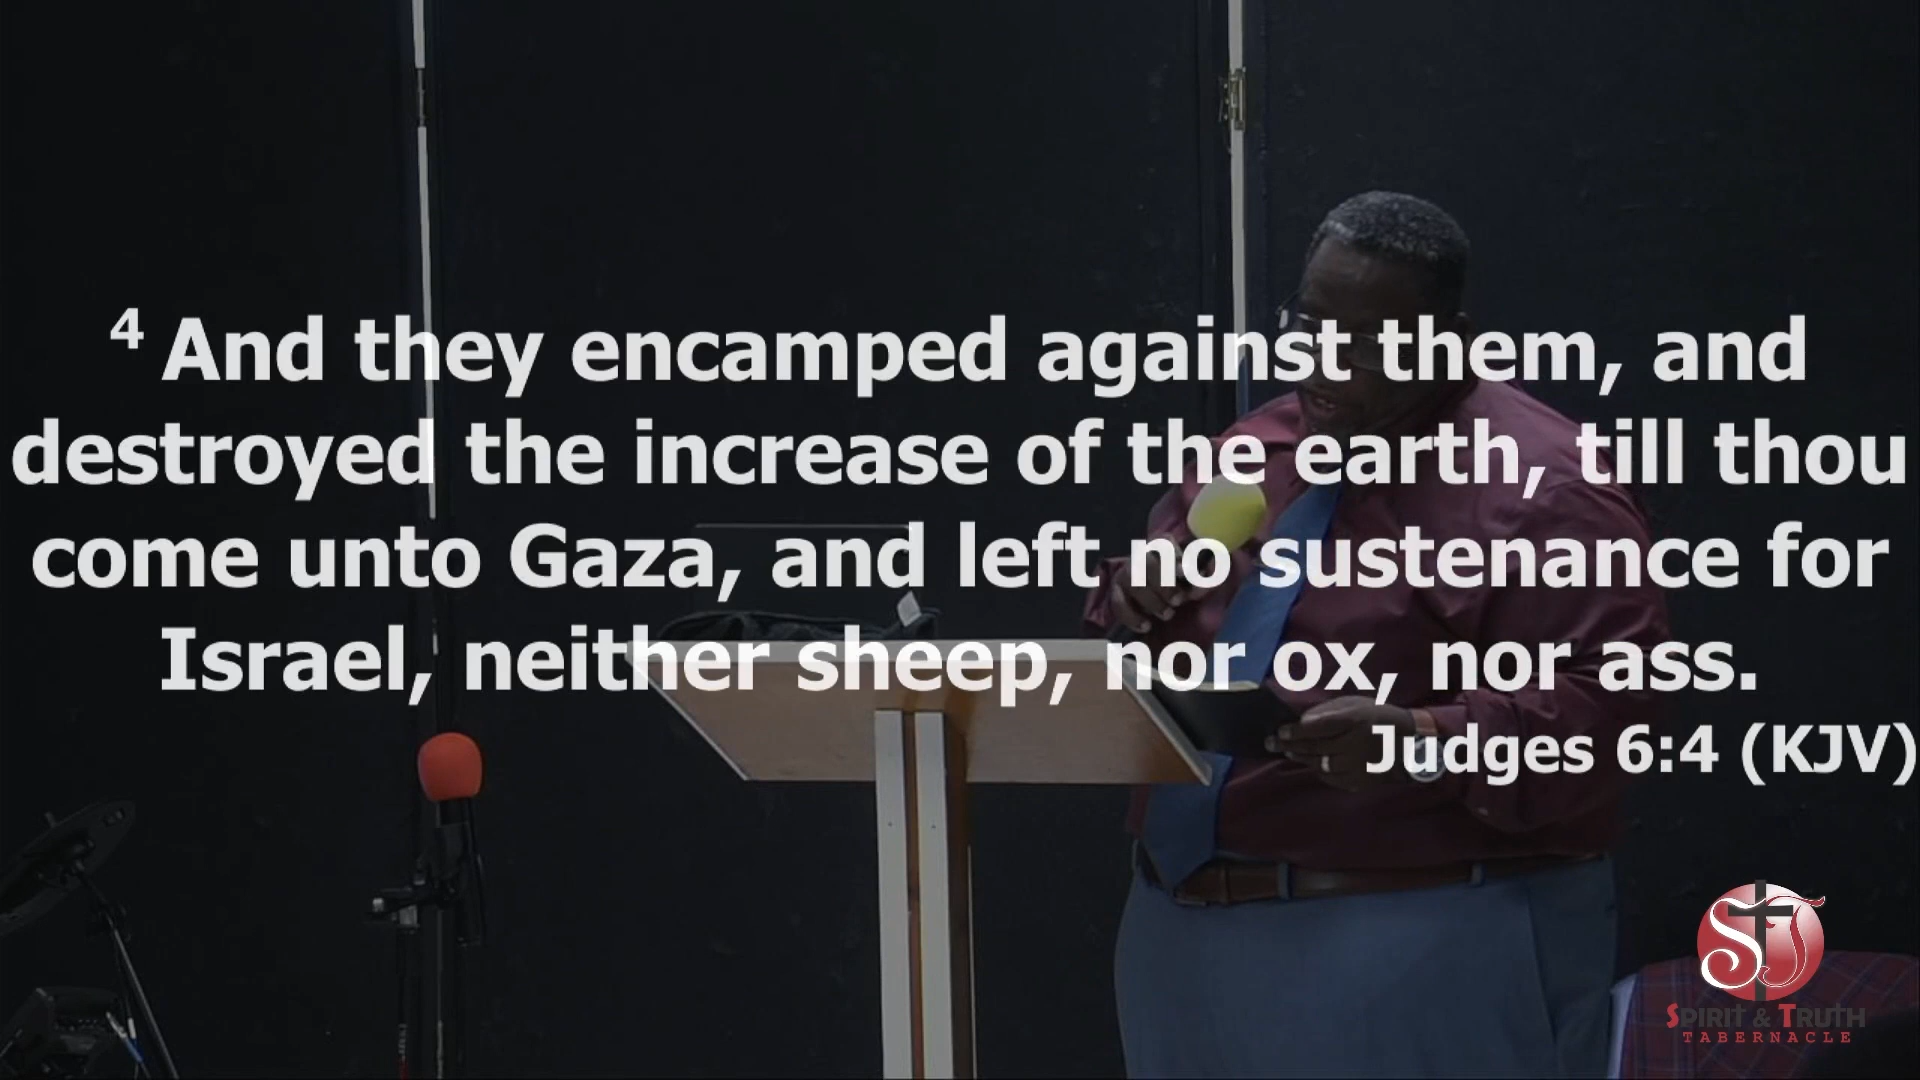 4 And they encamped against them, and
destroyed the increase of the earth, till thou
come unto Gaza, and left no sustenance for
Israel, neither sheep, nor ox, nor ass.
Judges 6:4 (KJV)
ST
SPIRIT & TRUTH
TABERNACLE